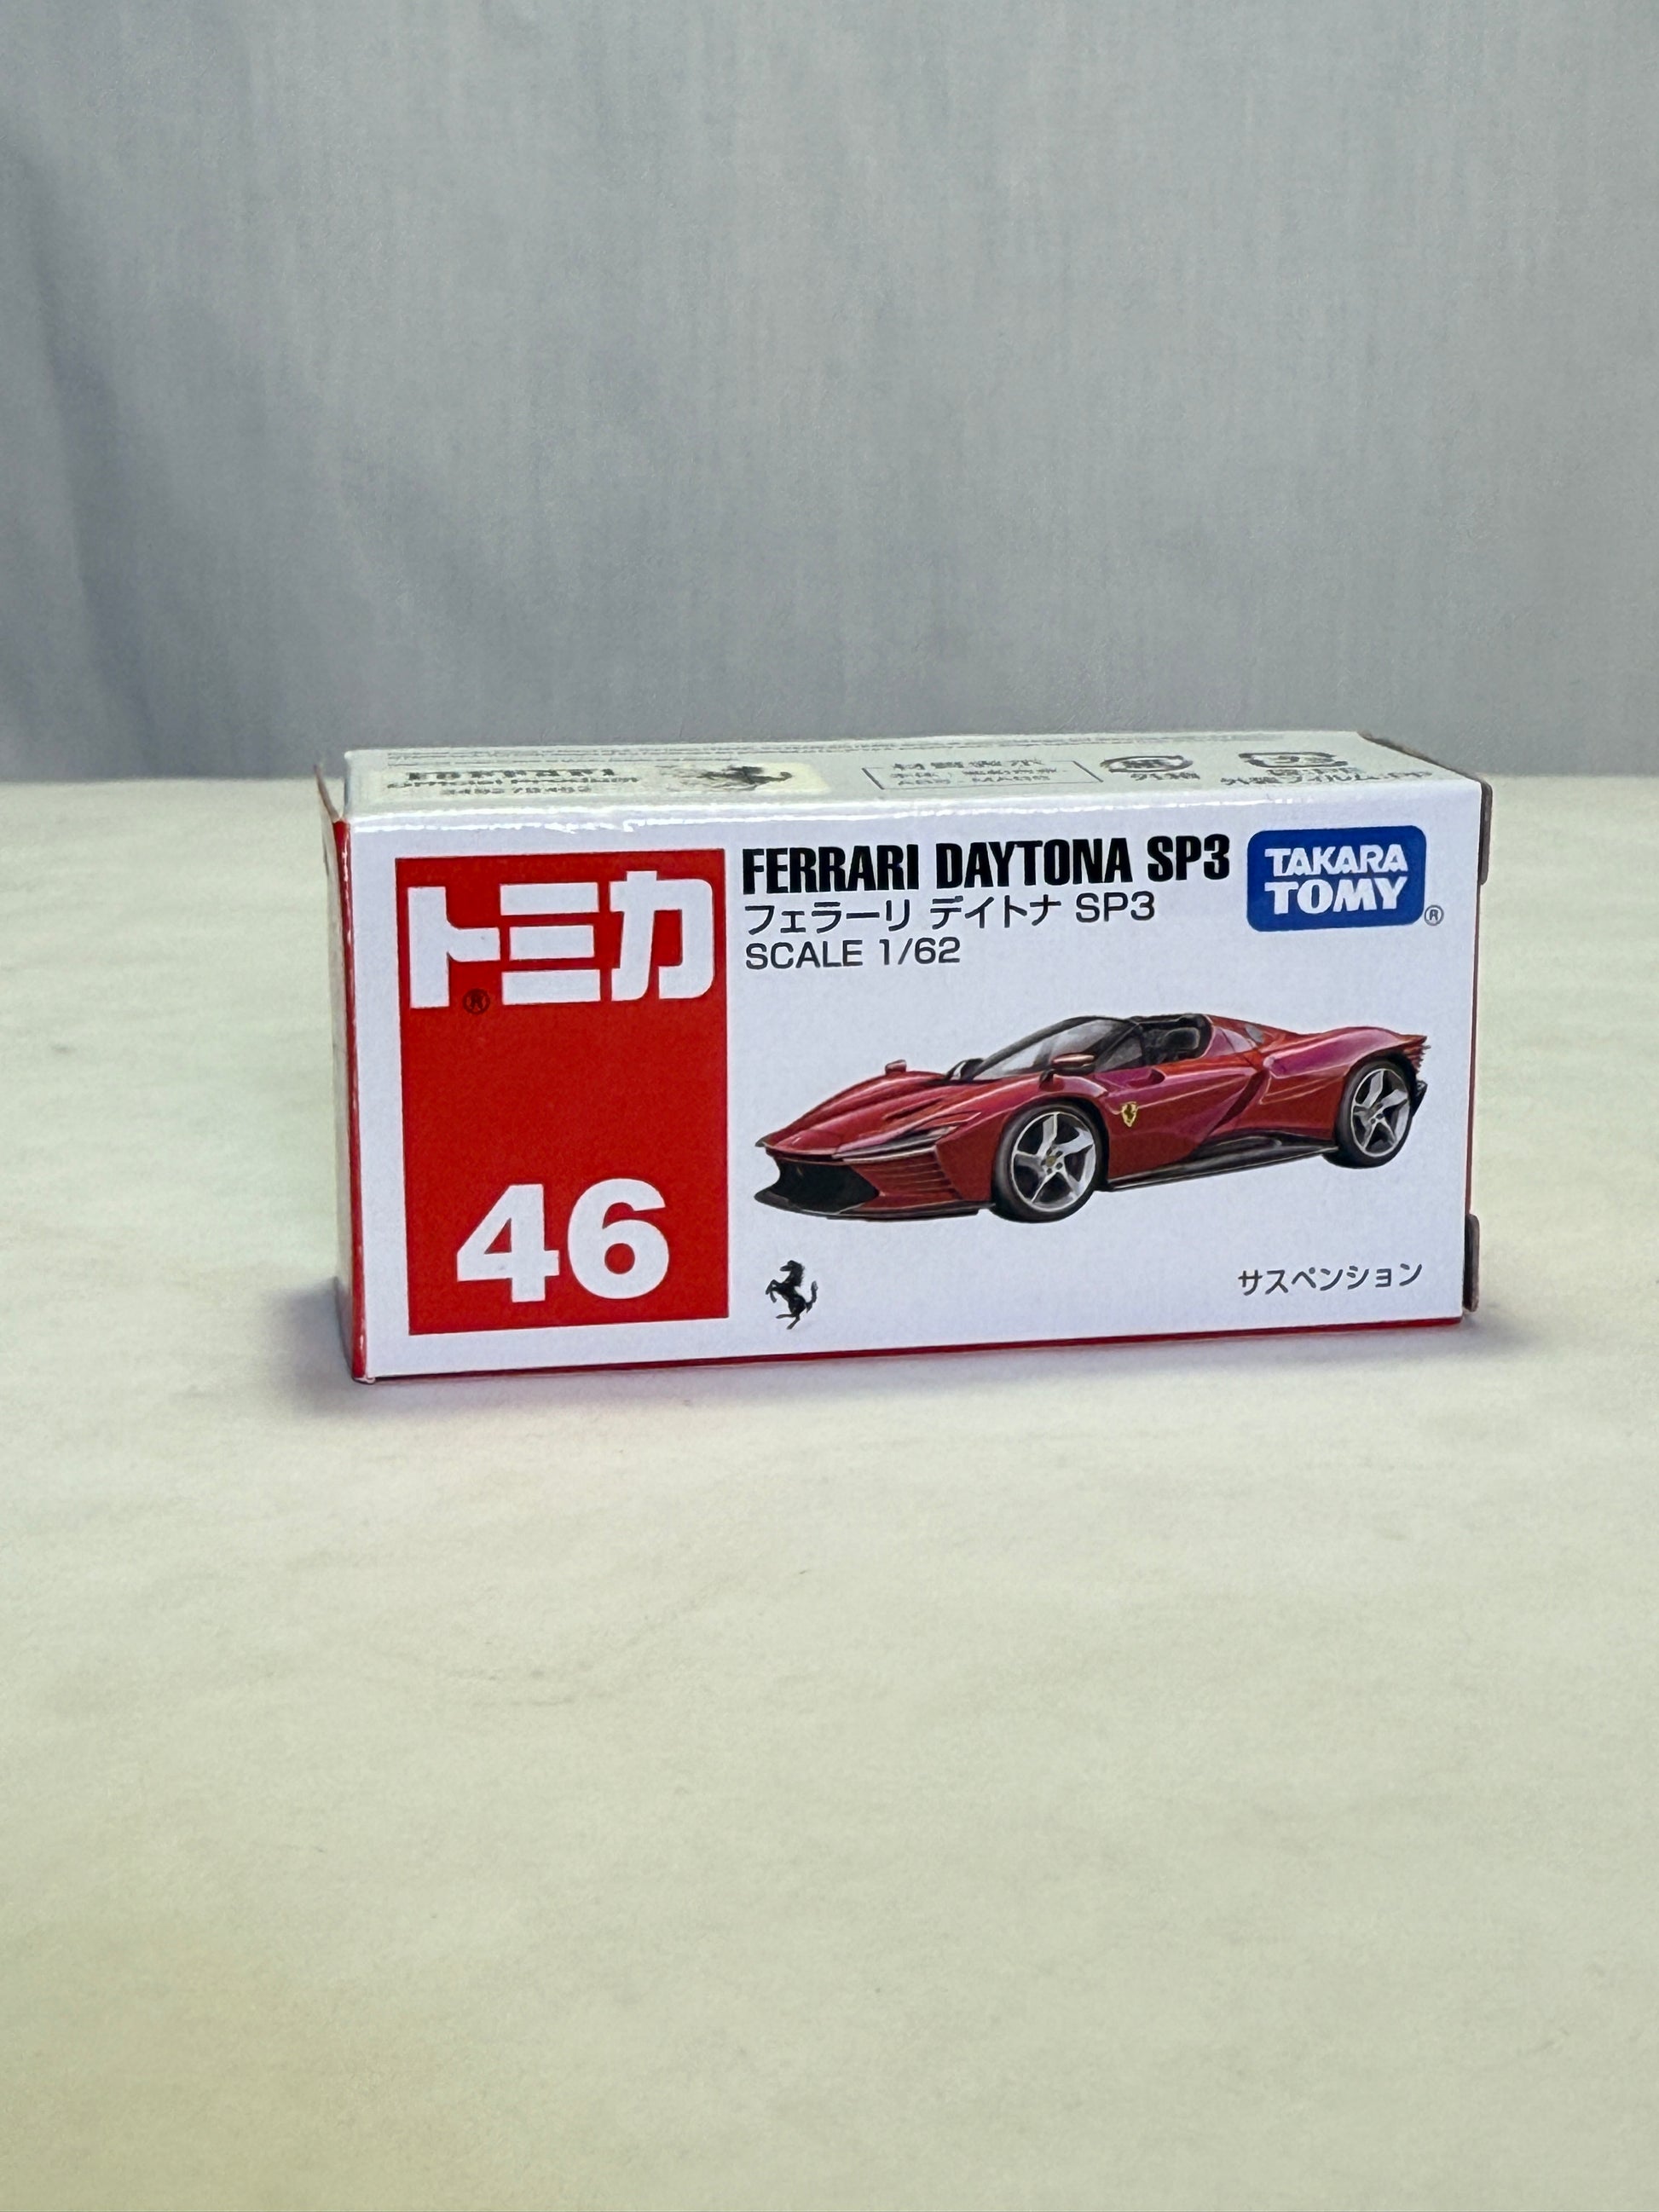 トミカ
®
46
FERRARI DAYTONA SP3
フェラーリ デイトナ SP3
SCALE 1/62
TAKARA
TOMY
®
サスペンション